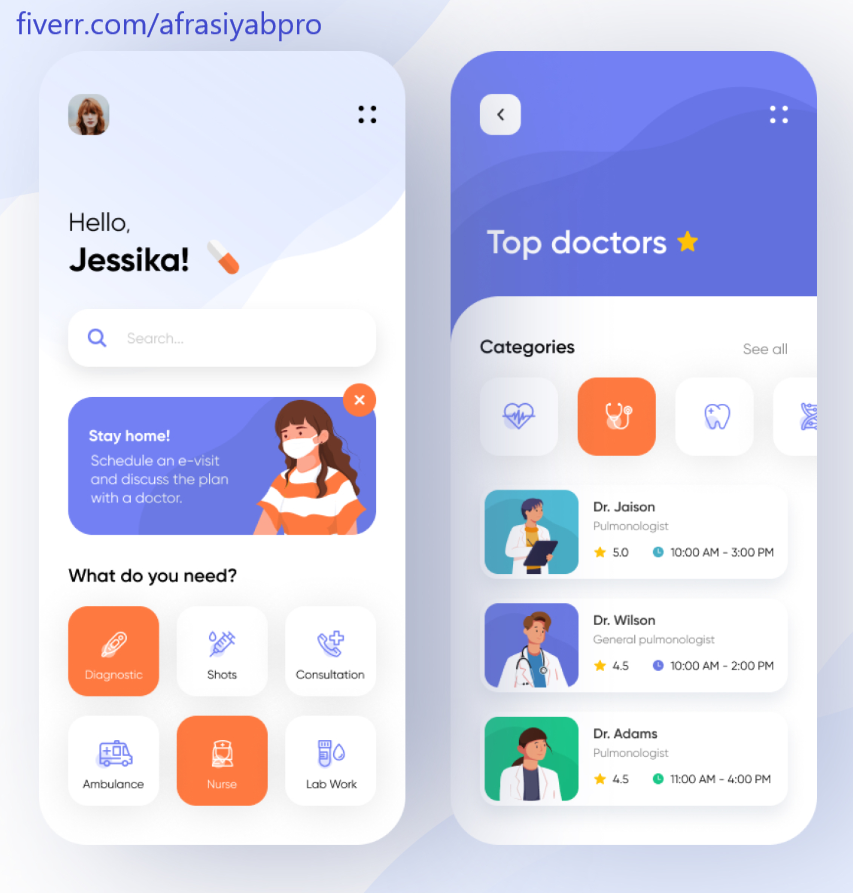 fiverr.com/afrasiyabpro
Hello,
Jessika!
Search...
Stay home!
Schedule an e-visit
and discuss the plan
with a doctor.
What do you need?
Diagnostic
Shots
Consultation
Ambulance
Nurse
Lab Work
Top doctors
Categories
See all
Dr. Jaison
Pulmonologist
5.0 10:00 AM - 3:00 PM
Dr. Wilson
General pulmonologist
4.5 10:00 AM - 2:00 PM
Dr. Adams
Pulmonologist
4.5 11:00 AM - 4:00 PM